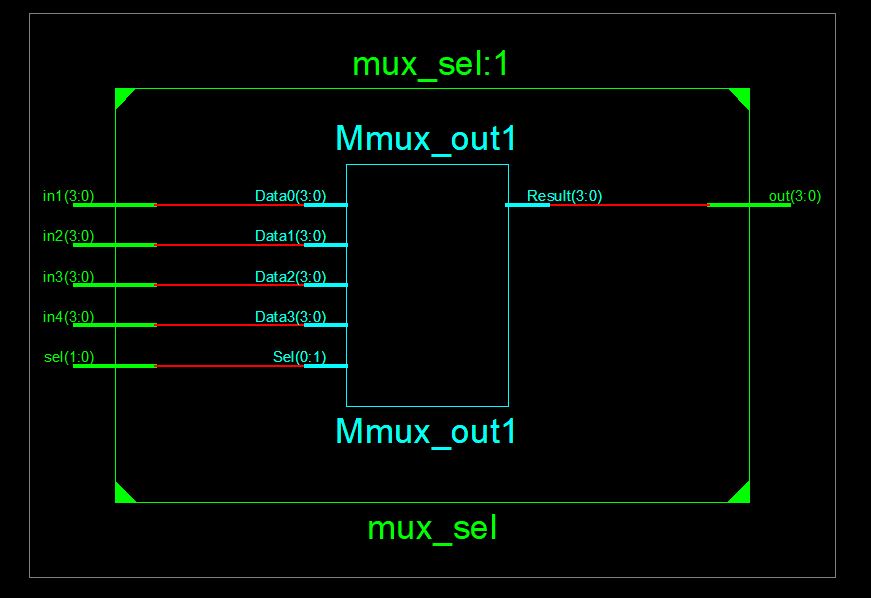 mux_sel:1
Mmux_out1
in1(3:0) Data0(3:0) Result(3:0) out(3:0)
in2(3:0) Data1(3:0)
in3(3:0) Data2(3:0)
in4(3:0) Data3(3:0)
sel(1:0) Sel(0:1)
Mmux_out1
mux_sel